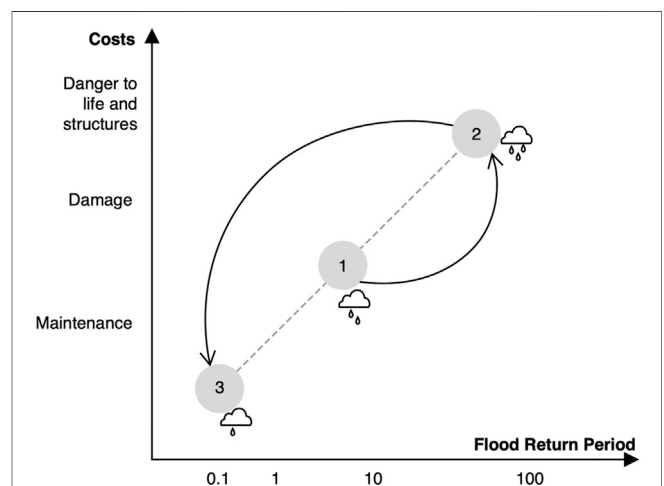 Costs
Danger to
life and
structures
2
Damage
1
Maintenance
3
Flood Return Period
0.1 1 10 100